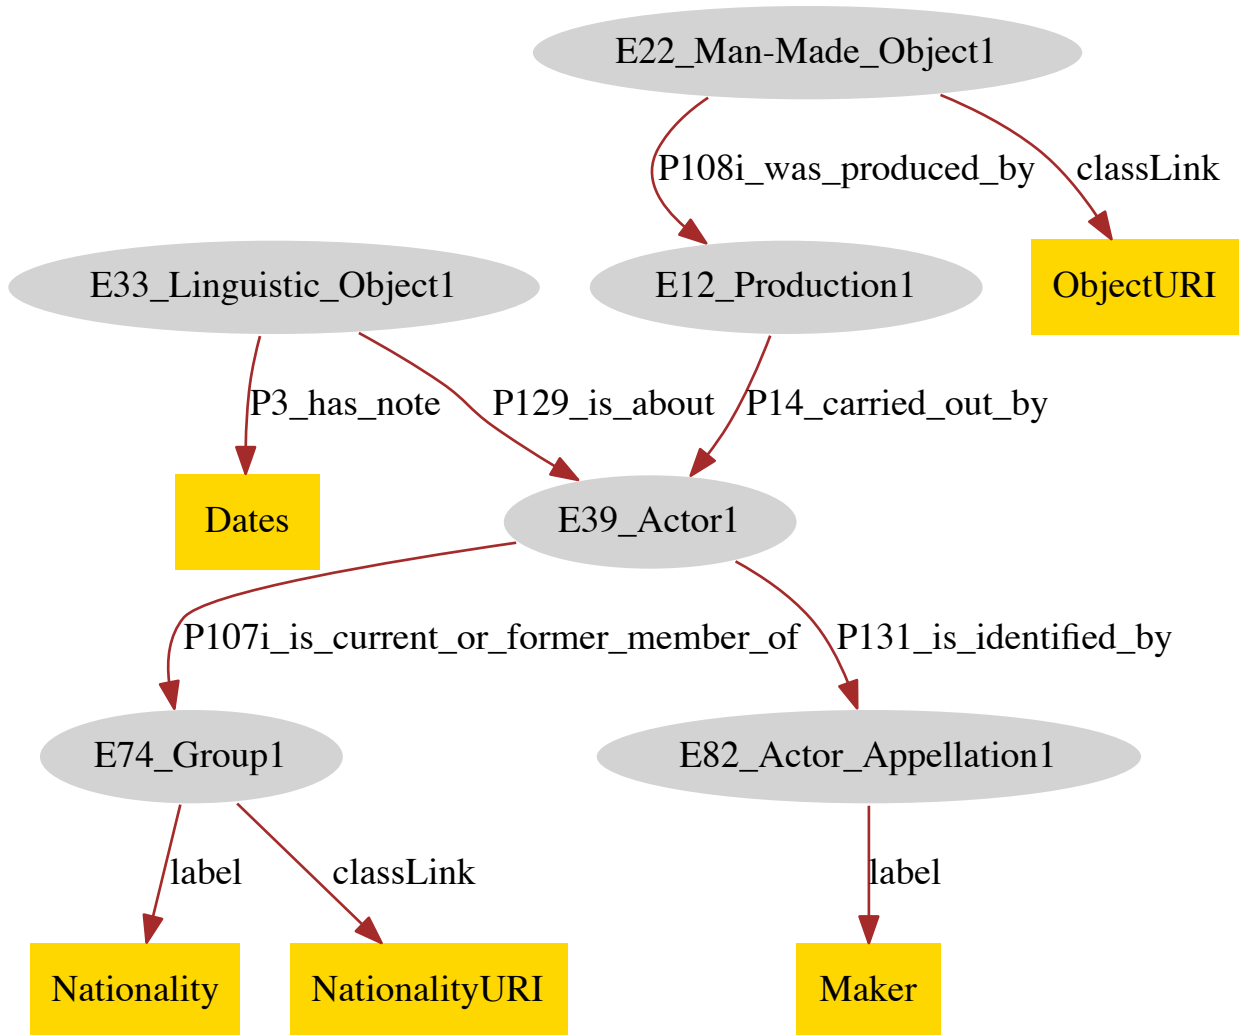 E22_Man-Made_Object1
P108i_was_produced_by
classLink
E33_Linguistic_Object1
E12_Production1
ObjectURI
P3_has_note
P129_is_about
P14_carried_out_by
Dates
E39_Actor1
P107i_is_current_or_former_member_of
P131_is_identified_by
E74_Group1
E82_Actor_Appellation1
label
classLink
label
Nationality
NationalityURI
Maker